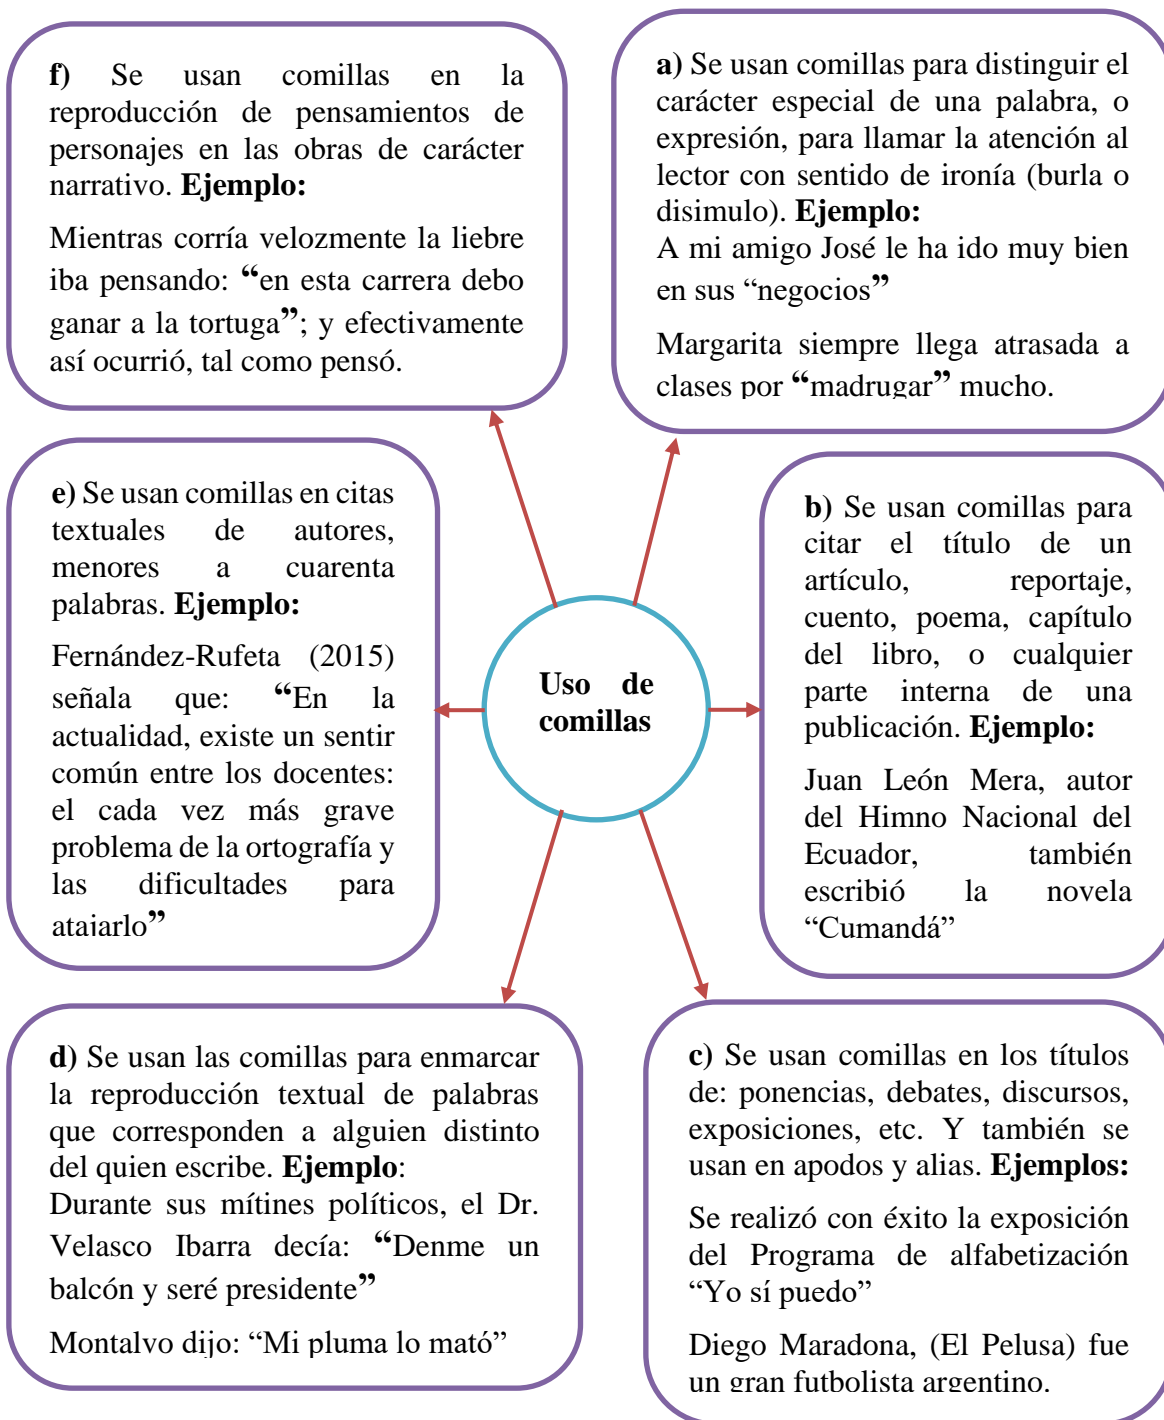 f) Se usan comillas en la
reproducción de pensamientos de
personajes en las obras de carácter
narrativo. Ejemplo:
Mientras corría velozmente la liebre
iba pensando: “en esta carrera debo
ganar a la tortuga”; y efectivamente
así ocurrió, tal como pensó.
a) Se usan comillas para distinguir el
carácter especial de una palabra, o
expresión, para llamar la atención al
lector con sentido de ironía (burla o
disimulo). Ejemplo:
A mi amigo José le ha ido muy bien
en sus “negocios”
Margarita siempre llega atrasada a
clases por “madrugar” mucho.
e) Se usan comillas en citas
textuales de autores,
menores a cuarenta
palabras. Ejemplo:
Fernández-Rufeta (2015)
señala que: “En la
actualidad, existe un sentir
común entre los docentes:
el cada vez más grave
problema de la ortografía y
las dificultades para
atajarlo”
Uso de
comillas
b) Se usan comillas para
citar el título de un
artículo, reportaje,
cuento, poema, capítulo
del libro, o cualquier
parte interna de una
publicación. Ejemplo:
Juan León Mera, autor
del Himno Nacional del
Ecuador, también
escribió la novela
“Cumandá”
d) Se usan las comillas para enmarcar
la reproducción textual de palabras
que corresponden a alguien distinto
del quien escribe. Ejemplo:
Durante sus mítines políticos, el Dr.
Velasco Ibarra decía: “Denme un
balcón y seré presidente”
Montalvo dijo: “Mi pluma lo mató”
c) Se usan comillas en los títulos
de: ponencias, debates, discursos,
exposiciones, etc. Y también se
usan en apodos y alias. Ejemplos:
Se realizó con éxito la exposición
del Programa de alfabetización
“Yo sí puedo”
Diego Maradona, (El Pelusa) fue
un gran futbolista argentino.